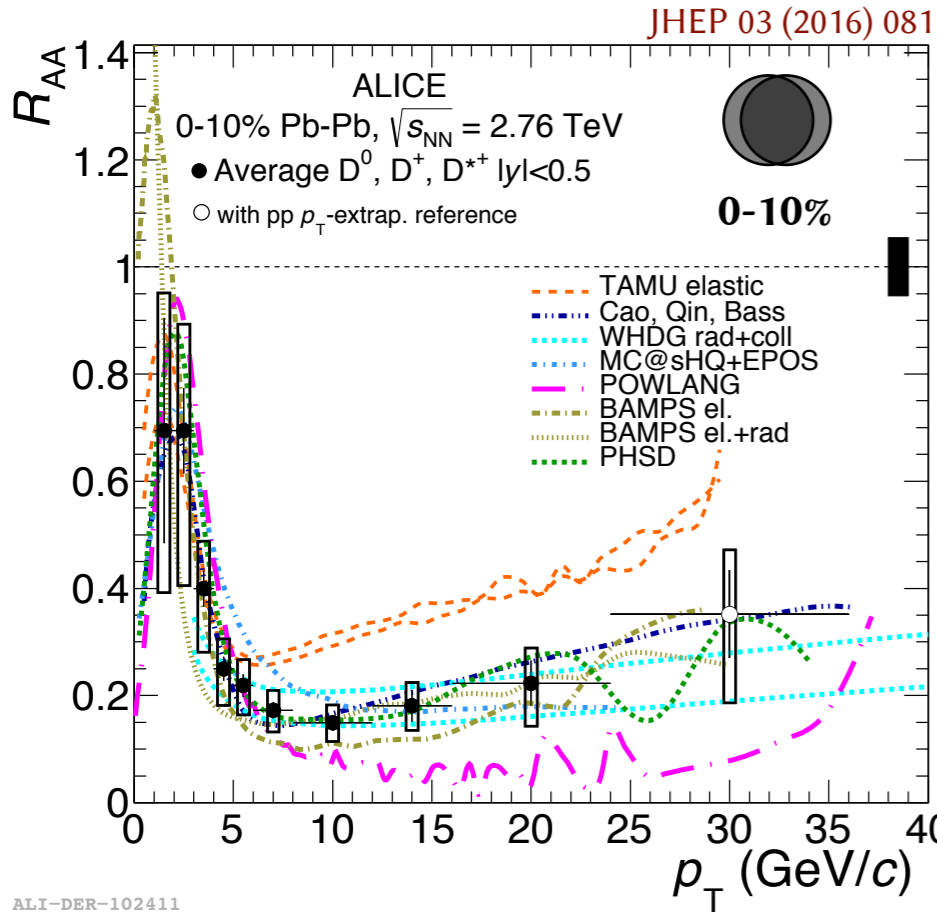 JHEP 03 (2016) 081
R_AA
ALICE
0-10% Pb-Pb, √s_NN = 2.76 TeV
Average D⁰, D⁺, D*⁺ |y|<0.5
with pp p_T-extrap. reference
0-10%
TAMU elastic
Cao, Qin, Bass
WHDG rad+coll
MC@sHQ+EPOS
POWLANG
BAMPS el.
BAMPS el.+rad
PHSD
1.4
1.2
1
0.8
0.6
0.4
0.2
0
0 5 10 15 20 25 30 35 40
p_T (GeV/c)
ALI-DER-102411